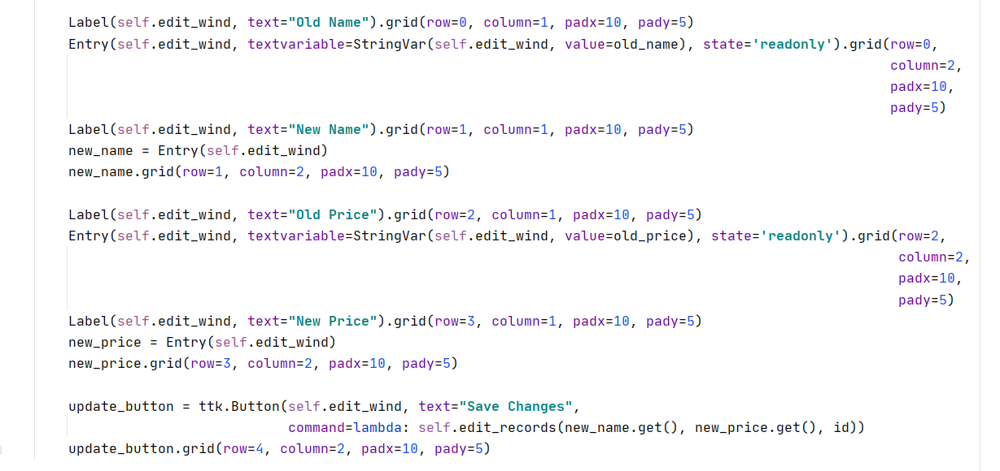 Label(self.edit_wind, text="Old Name").grid(row=0, column=1, padx=10, pady=5)
Entry(self.edit_wind, textvariable=StringVar(self.edit_wind, value=old_name), state='readonly').grid(row=0,
column=2,
padx=10,
pady=5)
Label(self.edit_wind, text="New Name").grid(row=1, column=1, padx=10, pady=5)
new_name = Entry(self.edit_wind)
new_name.grid(row=1, column=2, padx=10, pady=5)
Label(self.edit_wind, text="Old Price").grid(row=2, column=1, padx=10, pady=5)
Entry(self.edit_wind, textvariable=StringVar(self.edit_wind, value=old_price), state='readonly').grid(row=2,
column=2,
padx=10,
pady=5)
Label(self.edit_wind, text="New Price").grid(row=3, column=1, padx=10, pady=5)
new_price = Entry(self.edit_wind)
new_price.grid(row=3, column=2, padx=10, pady=5)
update_button = ttk.Button(self.edit_wind, text="Save Changes",
command=lambda: self.edit_records(new_name.get(), new_price.get(), id))
update_button.grid(row=4, column=2, padx=10, pady=5)